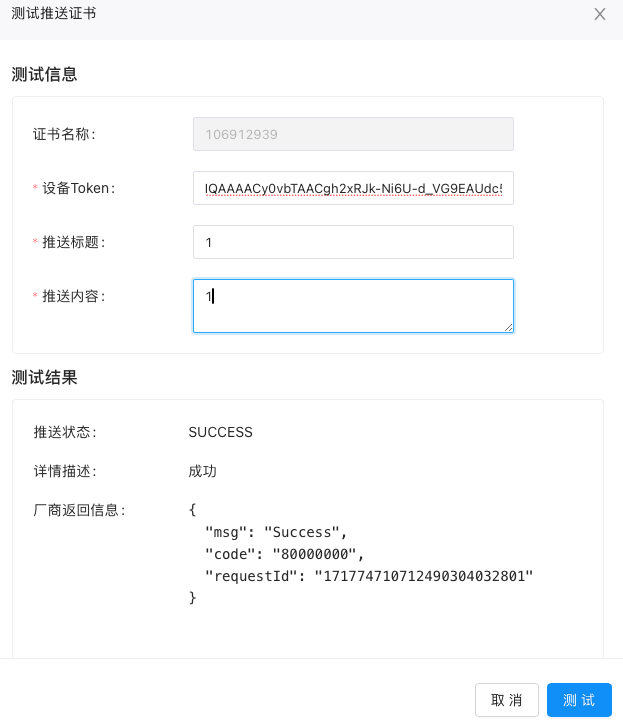 测试推送证书
测试信息
证书名称: 106912939
* 设备Token: IQAAAACy0vbTAACgh2xRJk-Ni6U-d_VG9EAUdc5
* 推送标题: 1
* 推送内容: 1
测试结果
推送状态: SUCCESS
详情描述: 成功
厂商返回信息: {
"msg": "Success",
"code": "80000000",
"requestId": "171774710712490304032801"
}
取 消 测 试